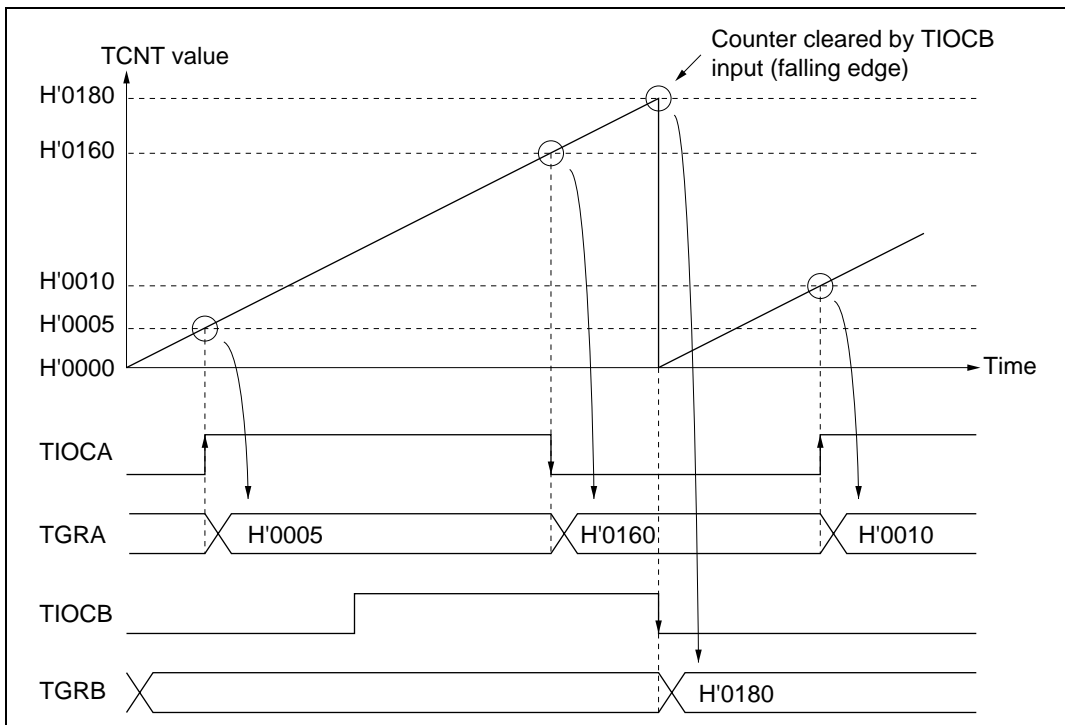 Counter cleared by TIOCB
input (falling edge)
TCNT value
H'0180
H'0160
H'0010
H'0005
H'0000
Time
TIOCA
TGRA
H'0005
H'0160
H'0010
TIOCB
TGRB
H'0180